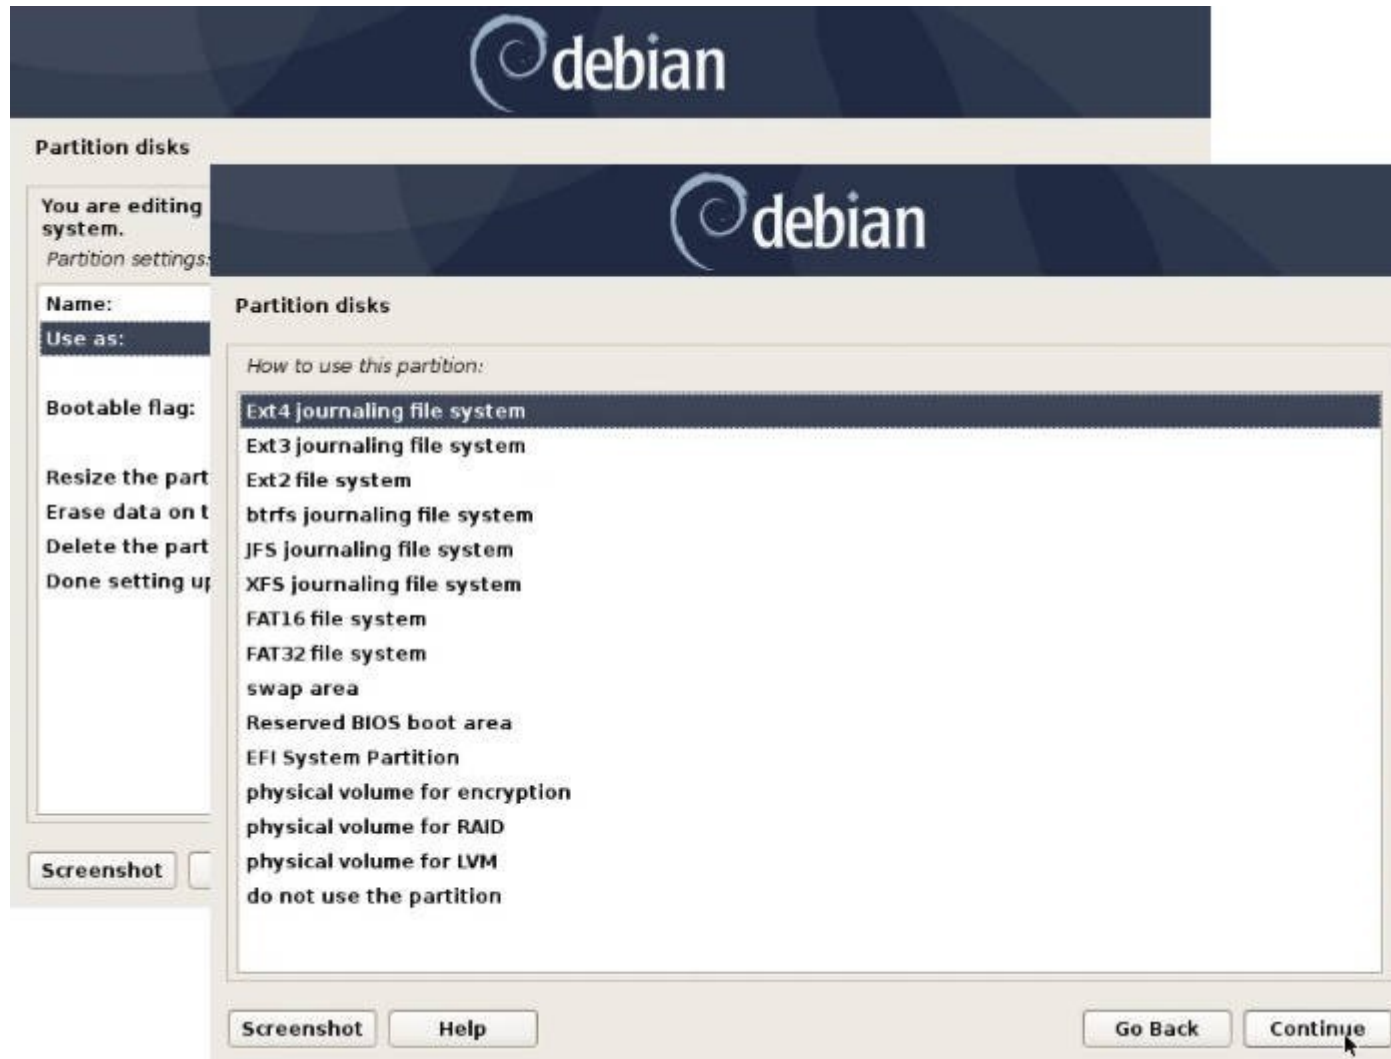 debian
Partition disks
You are editing
system.
Partition settings:
Name:
Use as:
Bootable flag:
Resize the part
Erase data on t
Delete the part
Done setting up
Screenshot
debian
Partition disks
How to use this partition:
Ext4 journaling file system
Ext3 journaling file system
Ext2 file system
btrfs journaling file system
JFS journaling file system
XFS journaling file system
FAT16 file system
FAT32 file system
swap area
Reserved BIOS boot area
EFI System Partition
physical volume for encryption
physical volume for RAID
physical volume for LVM
do not use the partition
Screenshot Help Go Back Continue